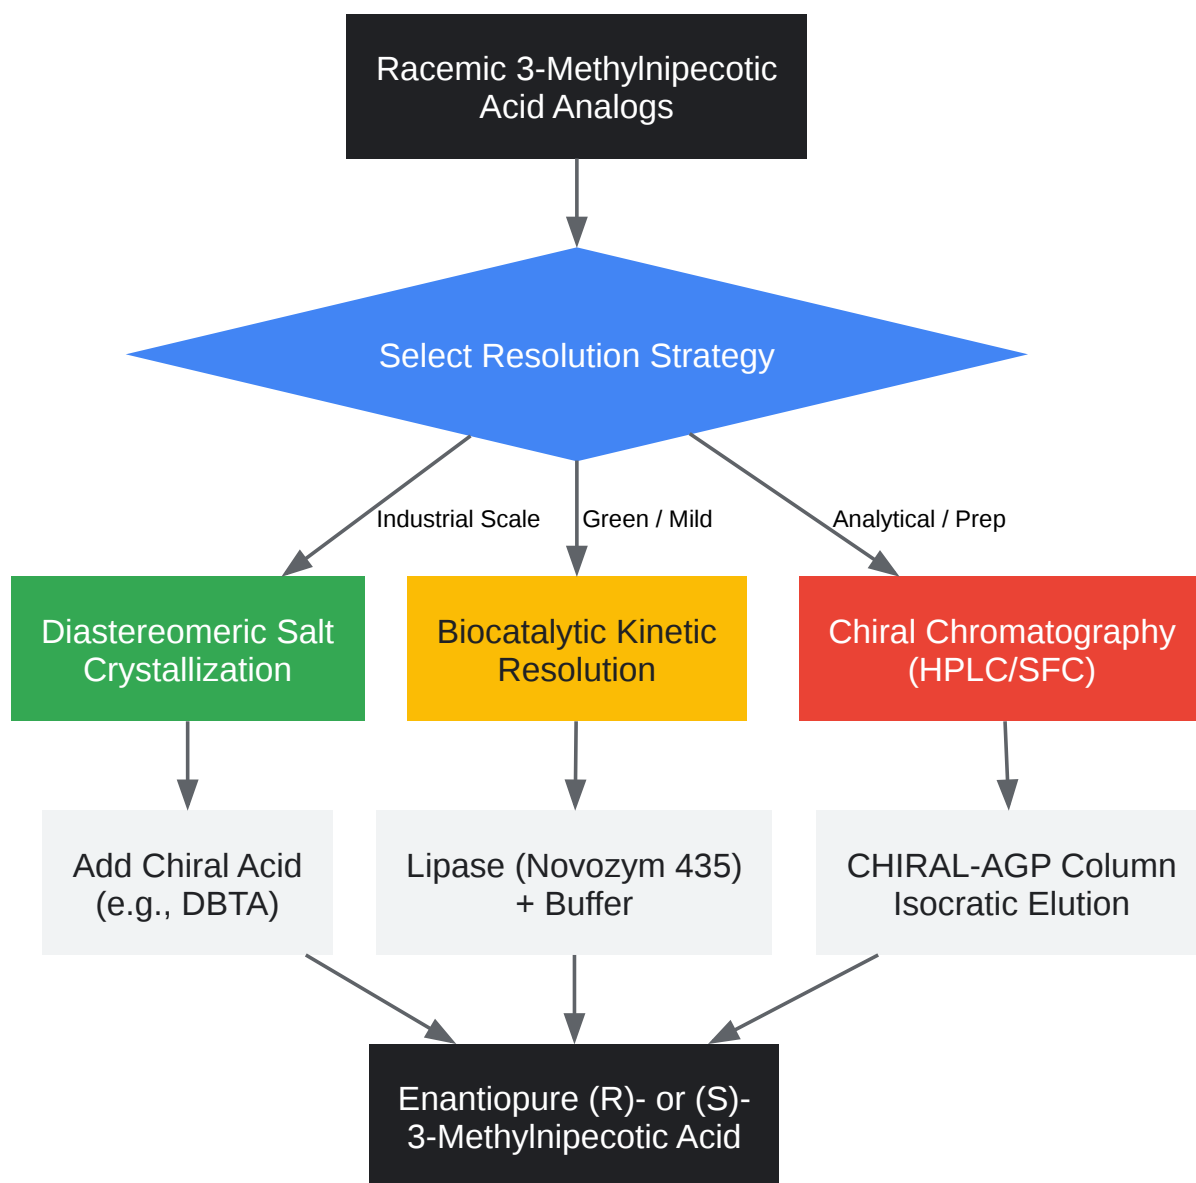 Racemic 3-Methylnipecotic
Acid Analogs
Select Resolution Strategy
Industrial Scale
Green / Mild
Analytical / Prep
Diastereomeric Salt
Crystallization
Biocatalytic Kinetic
Resolution
Chiral Chromatography
(HPLC/SFC)
Add Chiral Acid
(e.g., DBTA)
Lipase (Novozym 435)
+ Buffer
CHIRAL-AGP Column
Isocratic Elution
Enantiopure (R)- or (S)-
3-Methylnipecotic Acid